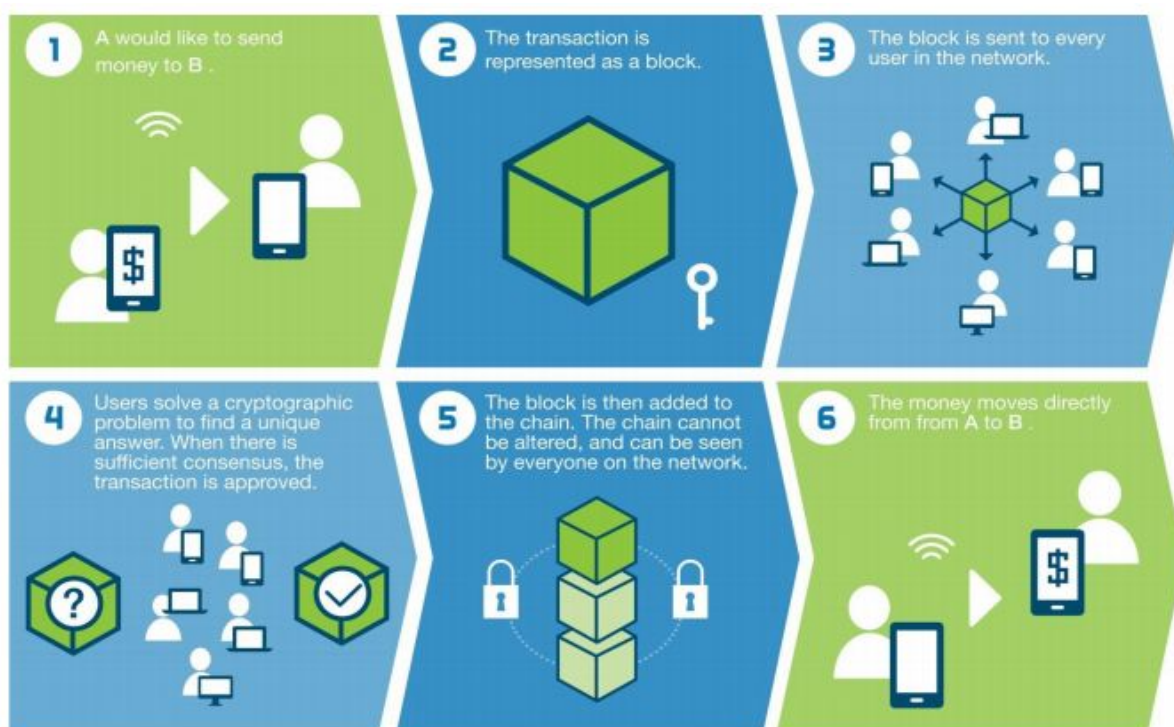 1
A would like to send
money to B .
$
2
The transaction is
represented as a block.
3
The block is sent to every
user in the network.
4
Users solve a cryptographic
problem to find a unique
answer. When there is
sufficient consensus, the
transaction is approved.
?
5
The block is then added to
the chain. The chain cannot
be altered, and can be seen
by everyone on the network.
6
The money moves directly
from from A to B .
$